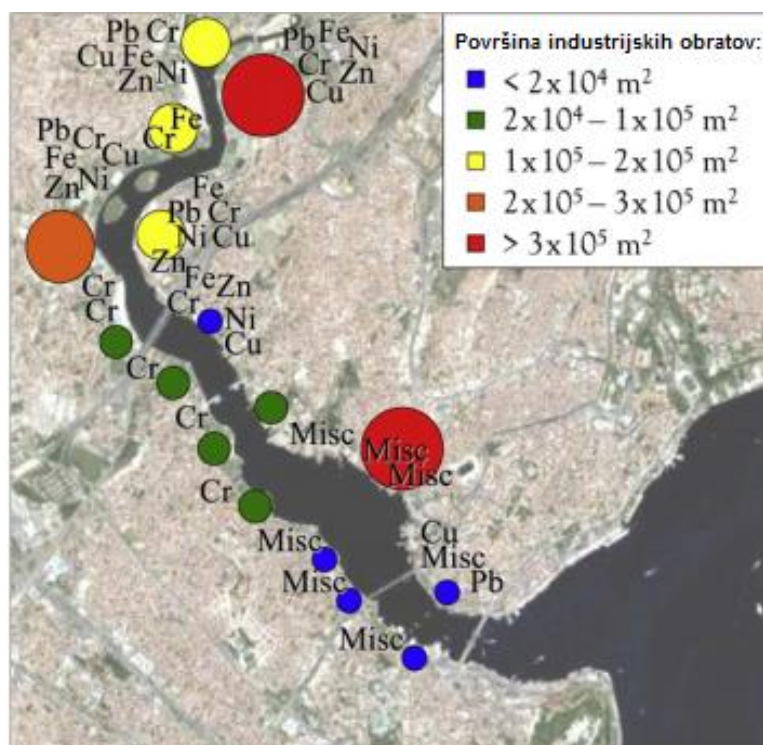 Površina industrijskih obratov:
< 2x10⁴ m²
2x10⁴ – 1x10⁵ m²
1x10⁵ – 2x10⁵ m²
2x10⁵ – 3x10⁵ m²
> 3x10⁵ m²
Pb Cr
Cu Fe
Zn Ni
Pb Fe
Ni
Cr
Zn
Cu
Fe
Cr
Pb Cr
Fe Cu
Zn Ni
Fe
Pb Cr
Ni Cu
Zn
Fe Zn
Cr
Ni
Cu
Cr
Cr
Cr
Cr
Cr
Misc
Misc
Misc
Misc
Misc
Misc
Cu
Misc
Pb